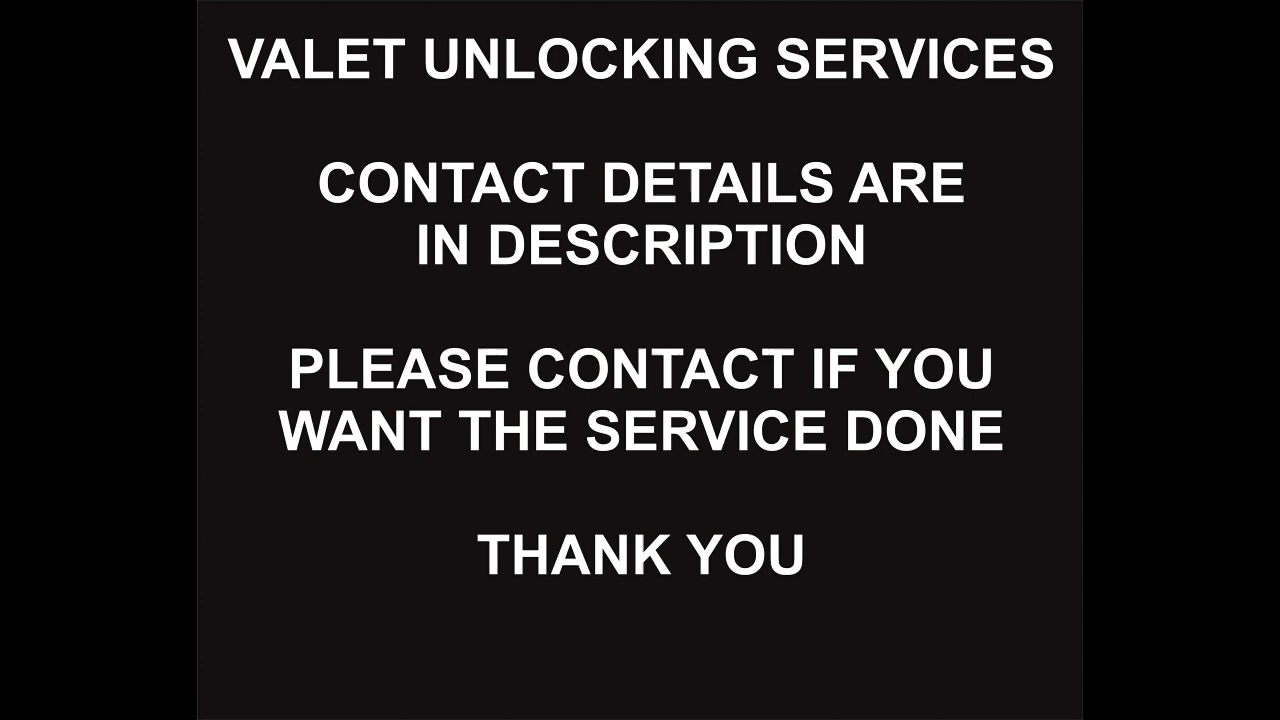 VALET UNLOCKING SERVICES
CONTACT DETAILS ARE
IN DESCRIPTION
PLEASE CONTACT IF YOU
WANT THE SERVICE DONE
THANK YOU